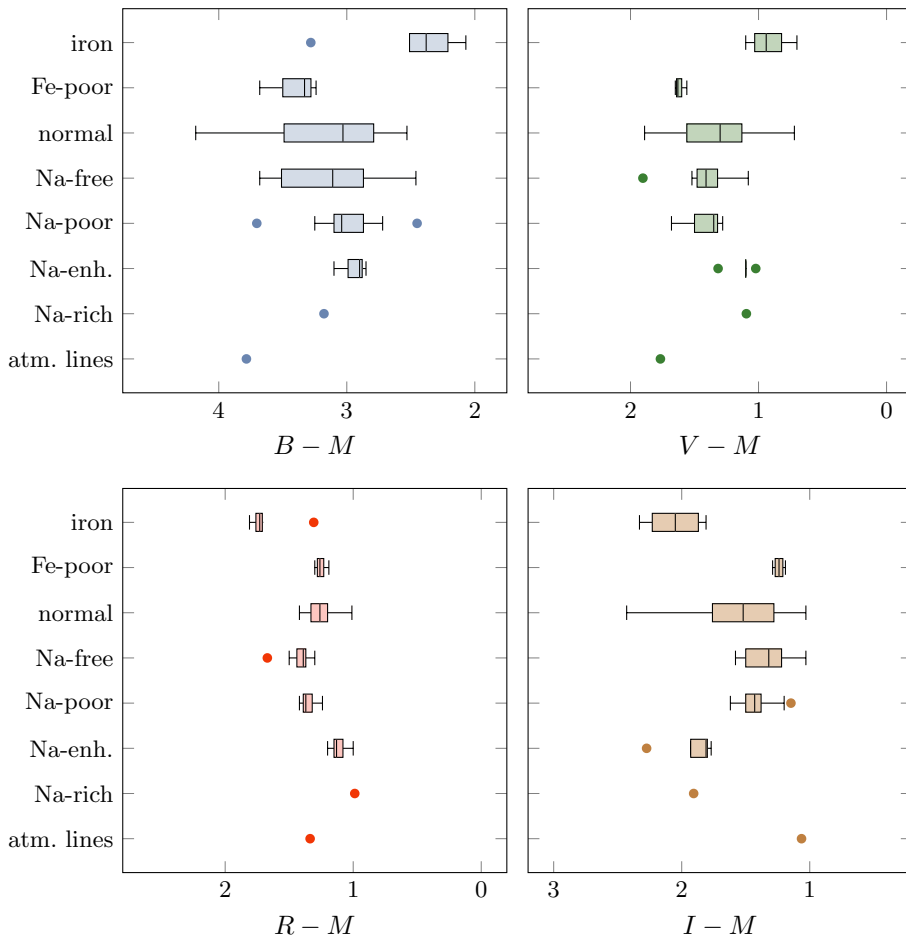 iron
Fe-poor
normal
Na-free
Na-poor
Na-enh.
Na-rich
atm. lines
4 3 2
B − M
2 1 0
V − M
iron
Fe-poor
normal
Na-free
Na-poor
Na-enh.
Na-rich
atm. lines
2 1 0
R − M
3 2 1
I − M